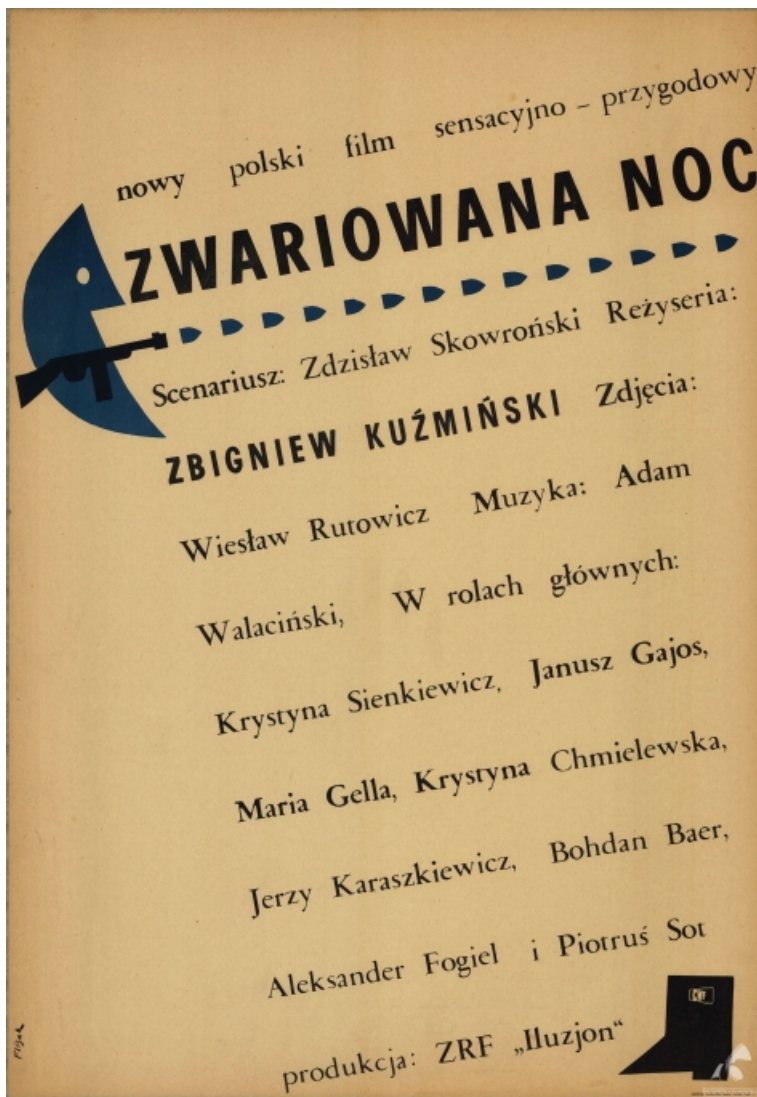 nowy polski film sensacyjno – przygodowy
ZWARIOWANA NOC
Scenariusz: Zdzisław Skowroński Reżyseria:
ZBIGNIEW KUŹMIŃSKI Zdjęcia:
Wiesław Rutowicz Muzyka: Adam
Walaciński, W rolach głównych:
Krystyna Sienkiewicz, Janusz Gajos,
Maria Gella, Krystyna Chmielewska,
Jerzy Karaszkiewicz, Bohdan Baer,
Aleksander Fogiel i Piotruś Sot
produkcja: ZRF „Iluzjon“
CWF